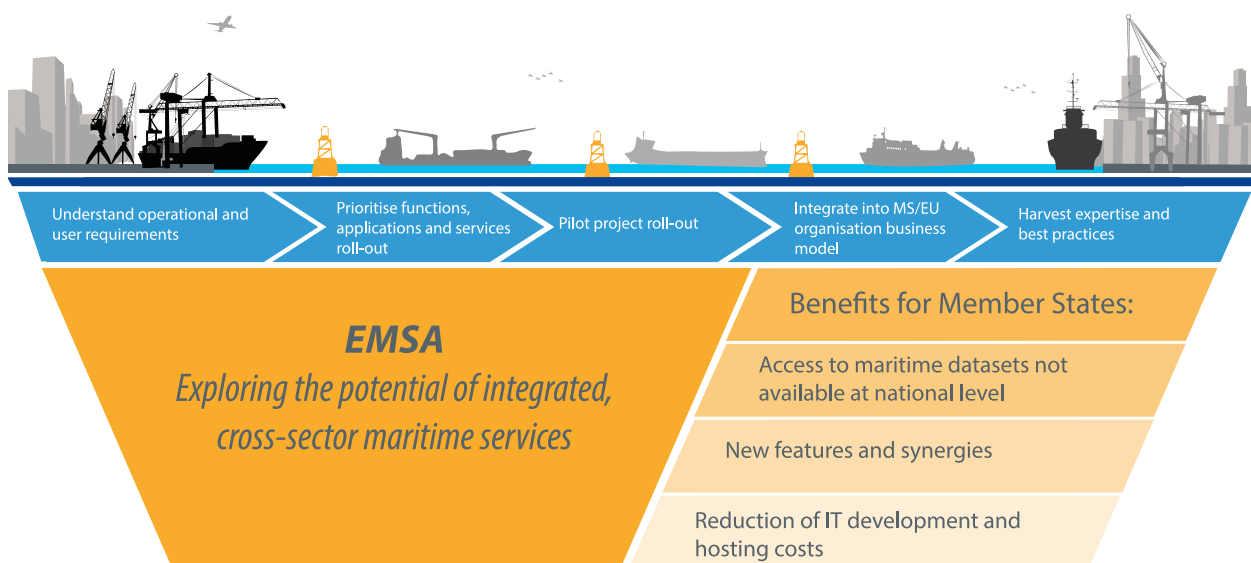 Understand operational and
user requirements
Prioritise functions,
applications and services
roll-out
Pilot project roll-out
Integrate into MS/EU
organisation business
model
Harvest expertise and
best practices
EMSA
Exploring the potential of integrated,
cross-sector maritime services
Benefits for Member States:
Access to maritime datasets not
available at national level
New features and synergies
Reduction of IT development and
hosting costs